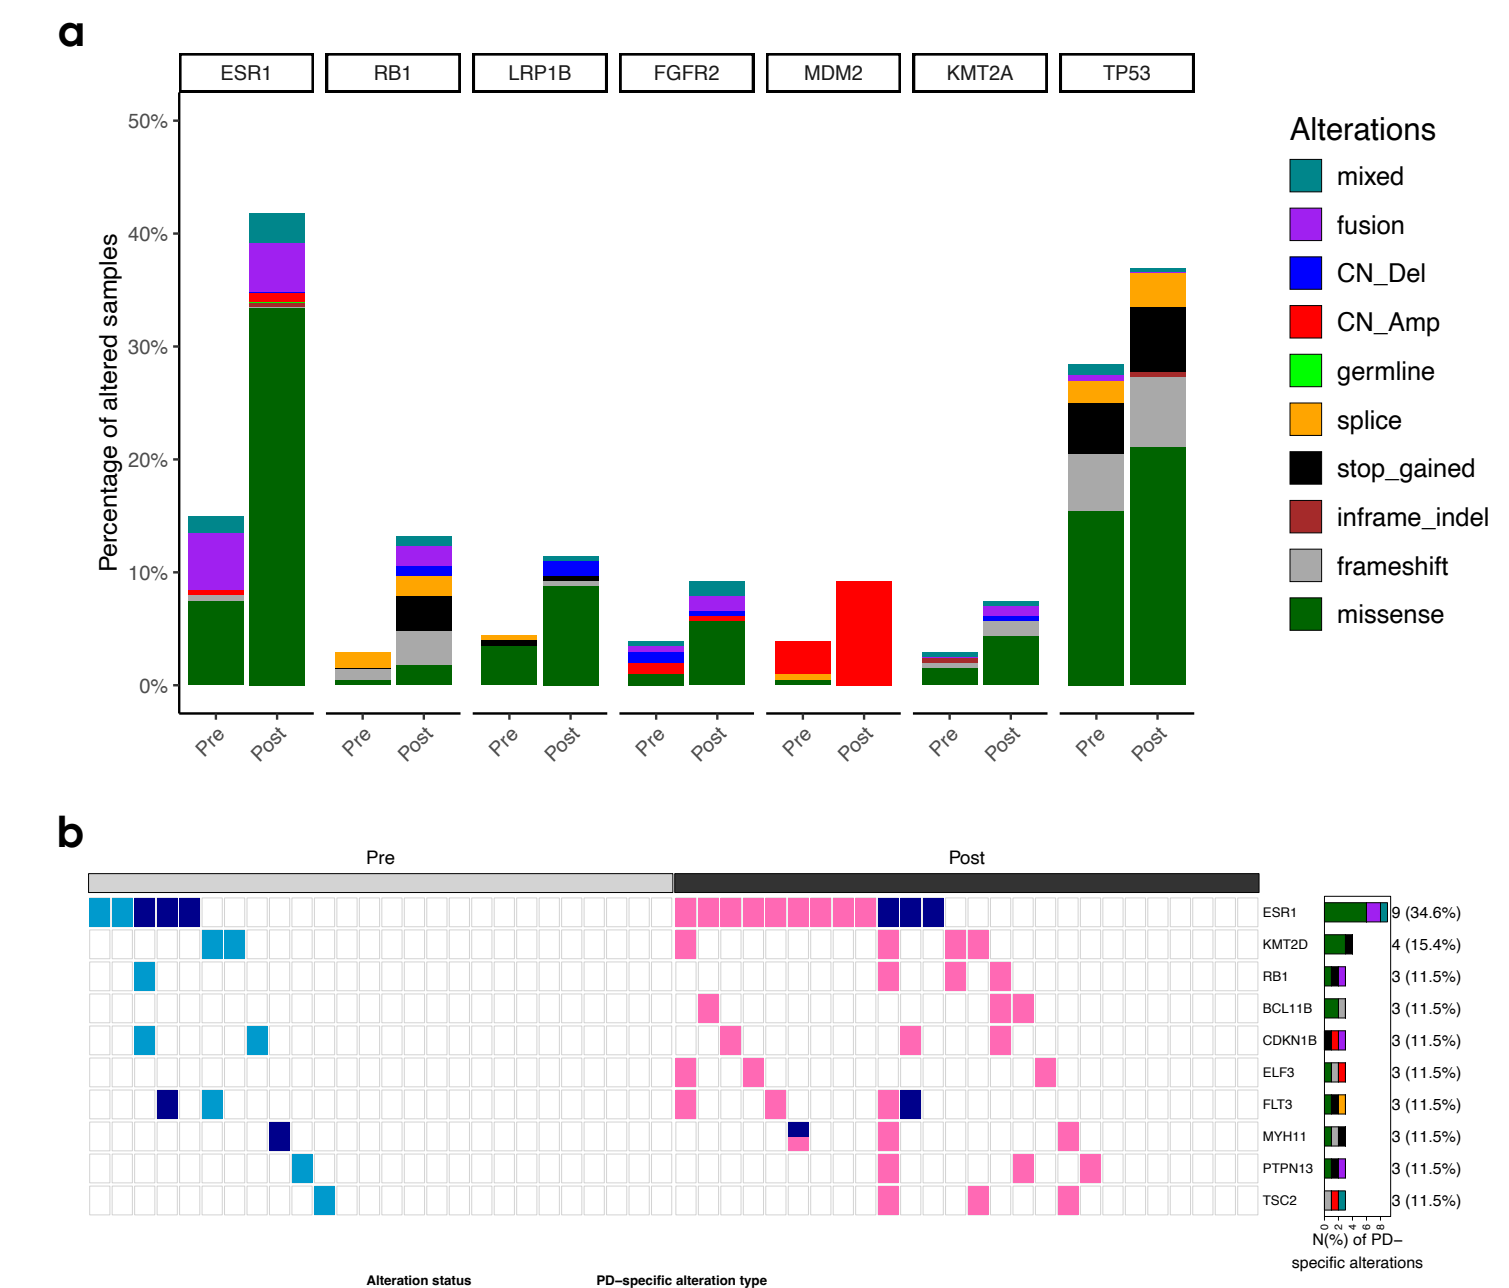 a
ESR1 RB1 LRP1B FGFR2 MDM2 KMT2A TP53
Percentage of altered samples
50%
40%
30%
20%
10%
0%
Pre Post Pre Post Pre Post Pre Post Pre Post Pre Post Pre Post
Alterations
mixed
fusion
CN_Del
CN_Amp
germline
splice
stop_gained
inframe_indel
frameshift
missense
b
Pre Post
ESR1 9 (34.6%)
KMT2D 4 (15.4%)
RB1 3 (11.5%)
BCL11B 3 (11.5%)
CDKN1B 3 (11.5%)
ELF3 3 (11.5%)
FLT3 3 (11.5%)
MYH11 3 (11.5%)
PTPN13 3 (11.5%)
TSC2 3 (11.5%)
0 2 4 6 8
N(%) of PD−
specific alterations
Alteration status PD−specific alteration type